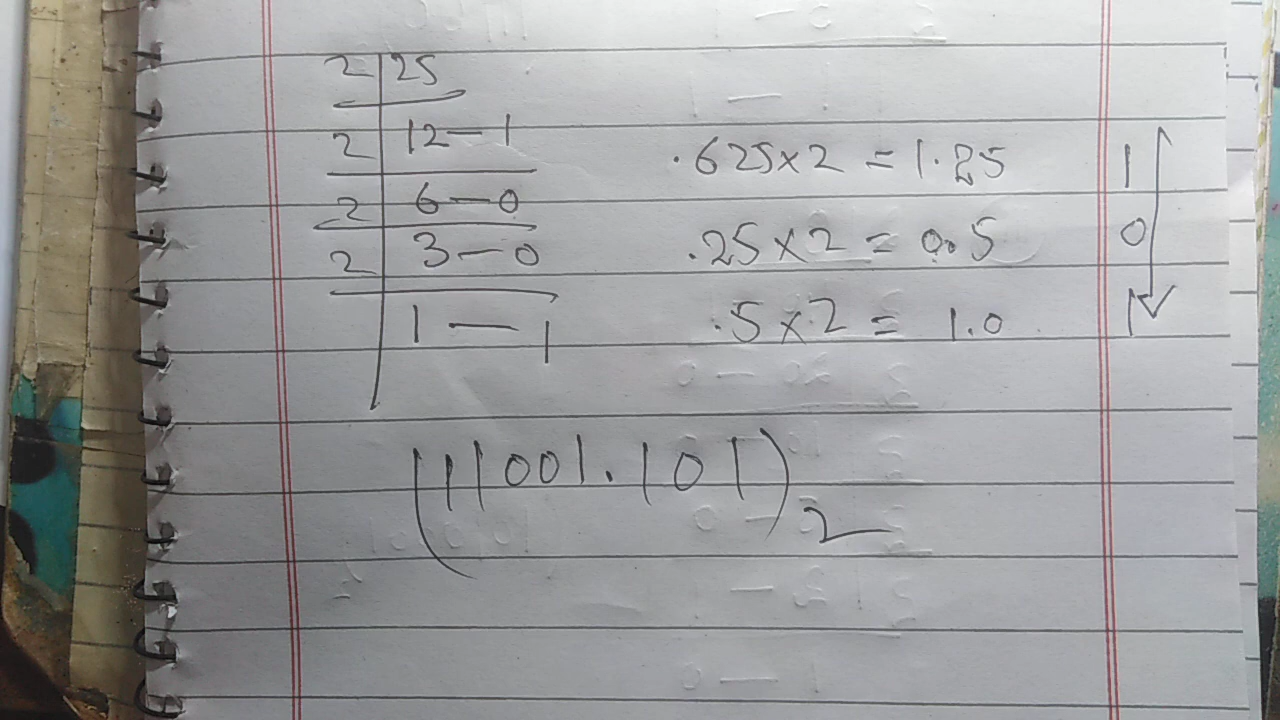 2 25
2 12 — 1
2 6 — 0
2 3 — 0
1 — 1
.625 x 2 = 1.25 1
.25 x 2 = 0.5 0
.5 x 2 = 1.0 1
(11001.101)2